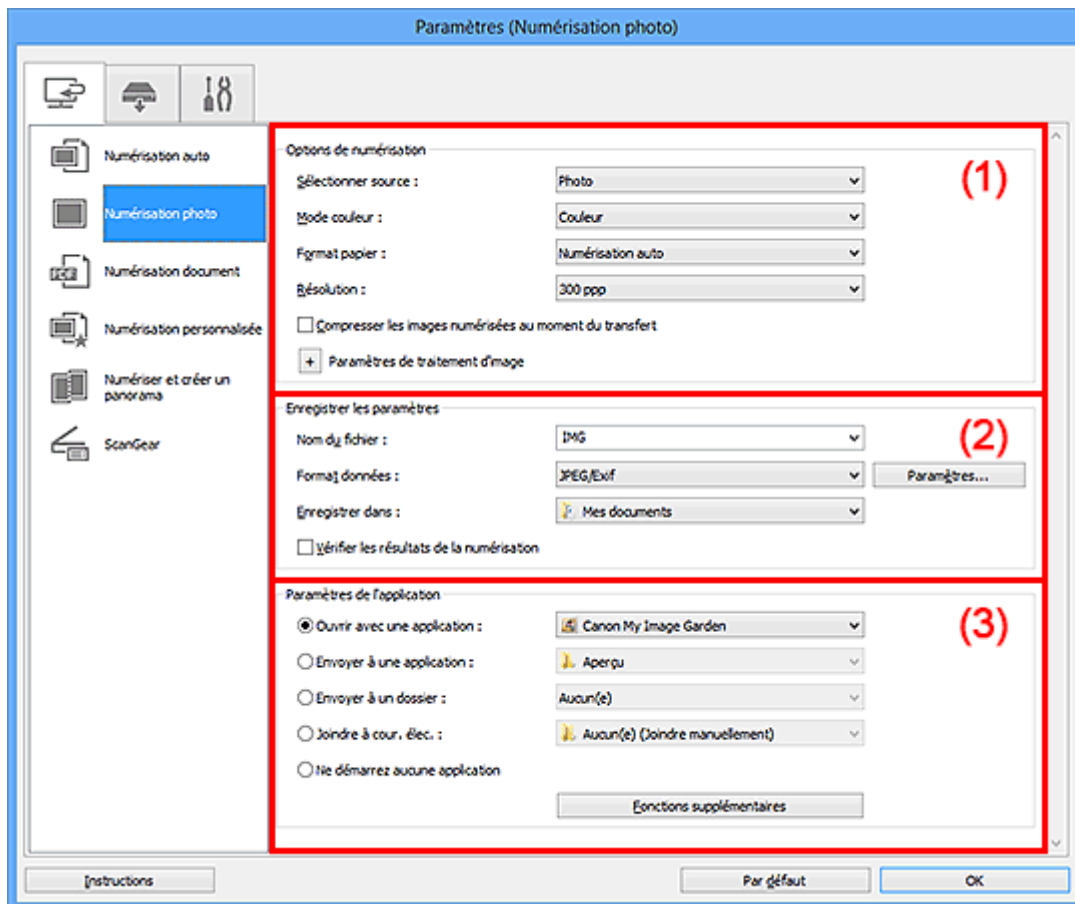 Paramètres (Numérisation photo)
Numérisation auto
Numérisation photo
Numérisation document
Numérisation personnalisée
Numériser et créer un
panorama
ScanGear
Options de numérisation
(1)
Sélectionner source : Photo
Mode couleur : Couleur
Format papier : Numérisation auto
Résolution : 300 ppp
Compresser les images numérisées au moment du transfert
+ Paramètres de traitement d'image
Enregistrer les paramètres
(2)
Nom du fichier : IMG
Format données : JPEG/Exif Paramètres...
Enregistrer dans : Mes documents
Vérifier les résultats de la numérisation
Paramètres de l'application
(3)
Ouvrir avec une application : Canon My Image Garden
Envoyer à une application : Aperçu
Envoyer à un dossier : Aucun(e)
Joindre à cour. élec. : Aucun(e) (Joindre manuellement)
Ne démarrez aucune application
Fonctions supplémentaires
Instructions Par défaut OK